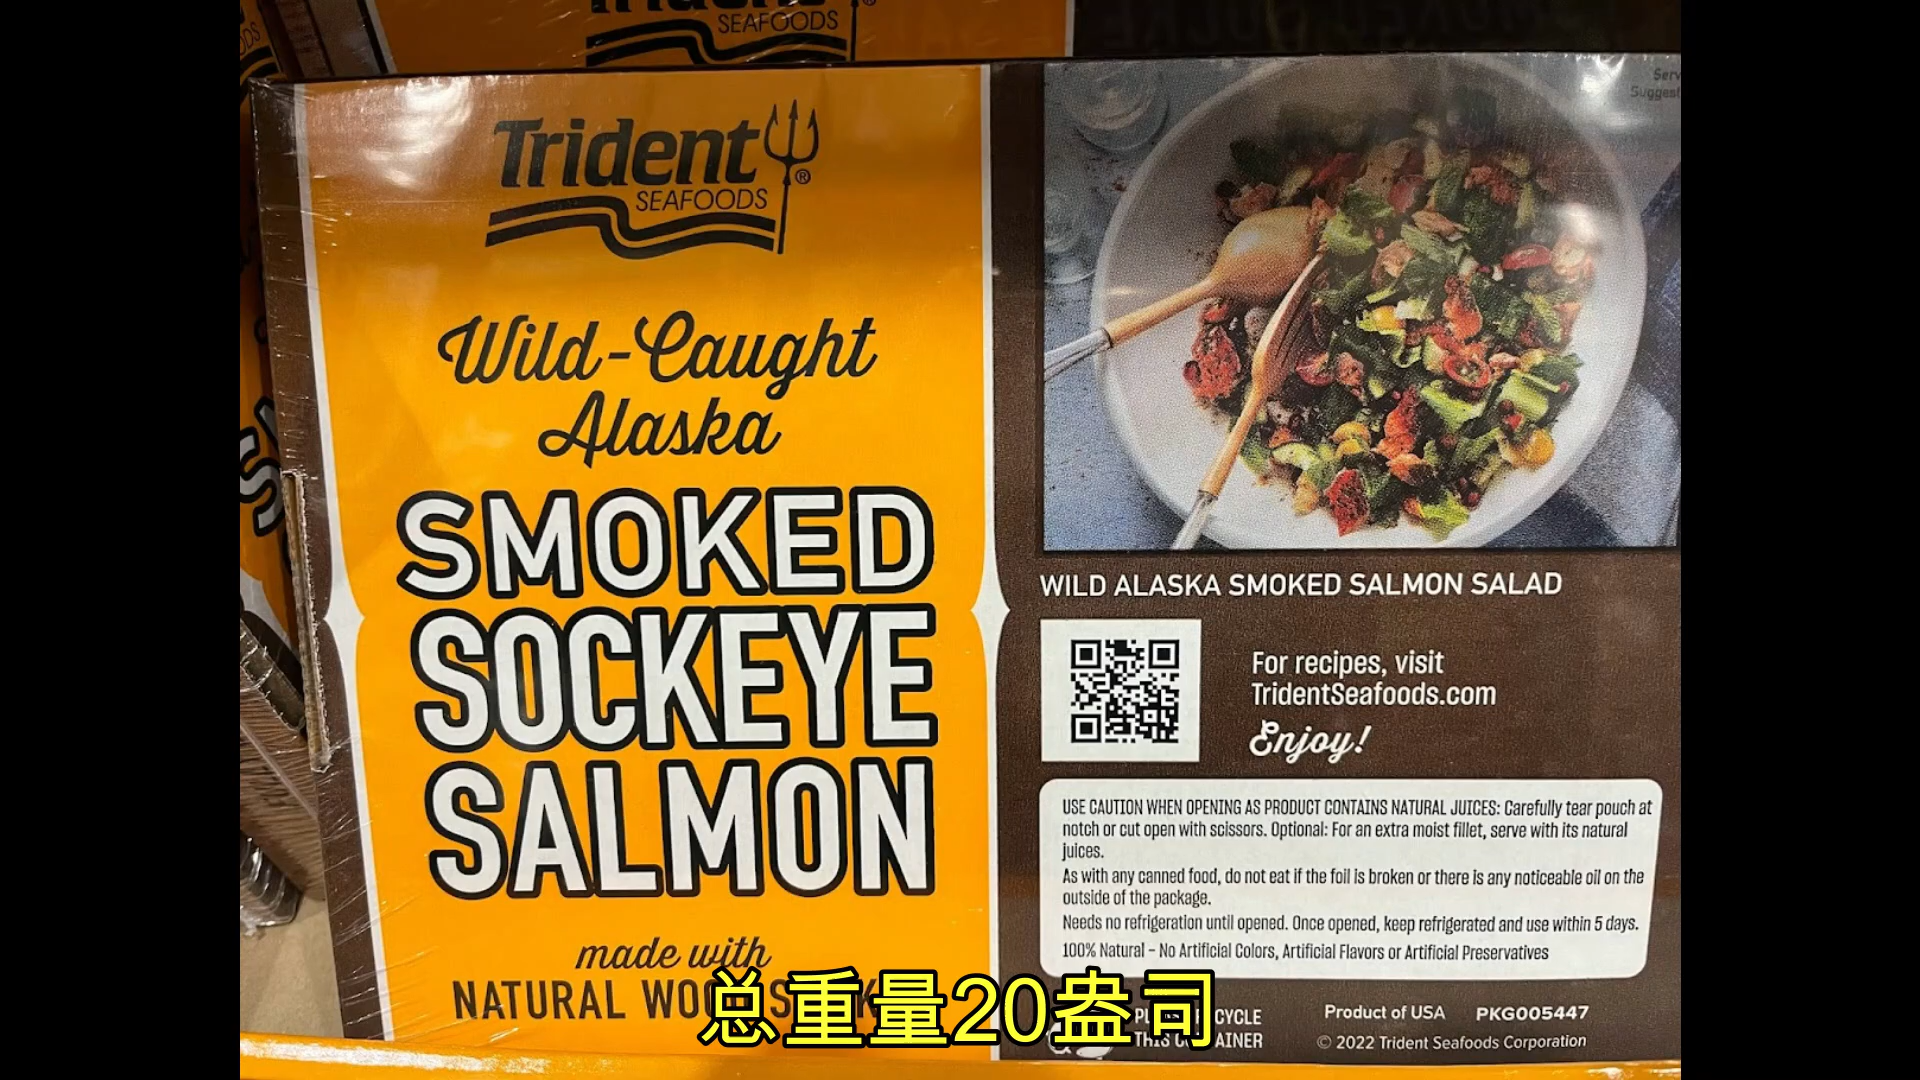 SEAFOODS
Trident
SEAFOODS
Wild-Caught
Alaska
SMOKED
SOCKEYE
SALMON
made with
NATURAL
WILD ALASKA SMOKED SALMON SALAD
For recipes, visit
TridentSeafoods.com
Enjoy!
USE CAUTION WHEN OPENING AS PRODUCT CONTAINS NATURAL JUICES: Carefully tear pouch at
notch or cut open with scissors. Optional: For an extra moist fillet, serve with its natural
juices.
As with any canned food, do not eat if the foil is broken or there is any noticeable oil on the
outside of the package.
Needs no refrigeration until opened. Once opened, keep refrigerated and use within 5 days.
100% Natural – No Artificial Colors, Artificial Flavors or Artificial Preservatives
THIS
Product of USA PKG005447
© 2022 Trident Seafoods Corporation
总重量20盎司